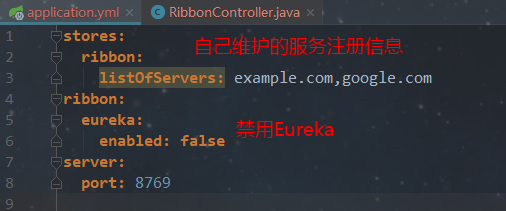 application.yml × RibbonController.java ×
1 stores: 自己维护的服务注册信息
2 ribbon:
3 listOfServers: example.com,google.com
4 ribbon:
5 eureka: 禁用Eureka
6 enabled: false
7 server:
8 port: 8769
9